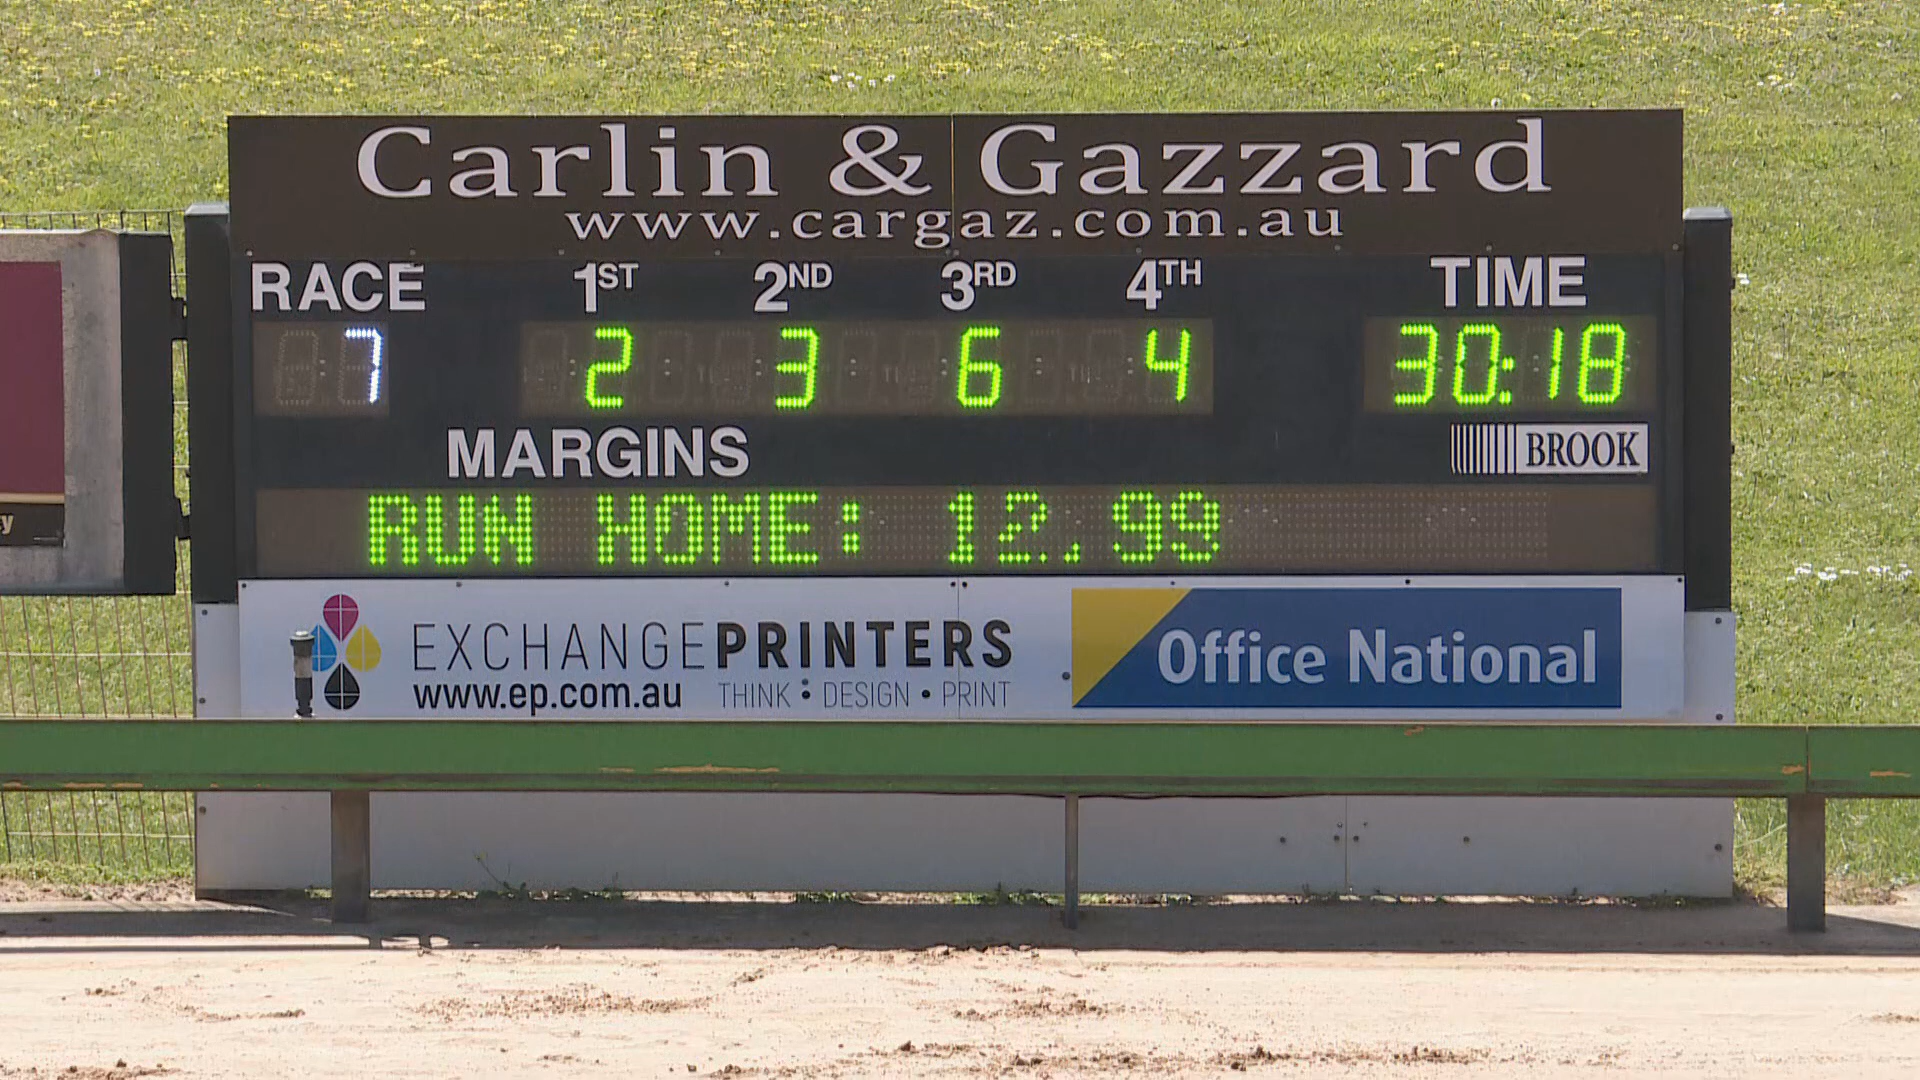 Carlin & Gazzard
www.cargaz.com.au
RACE 1ST 2ND 3RD 4TH TIME
7 2 3 6 4 30:18
MARGINS BROOK
RUN HOME: 12.99
EXCHANGEPRINTERS
www.ep.com.au THINK • DESIGN • PRINT
Office National